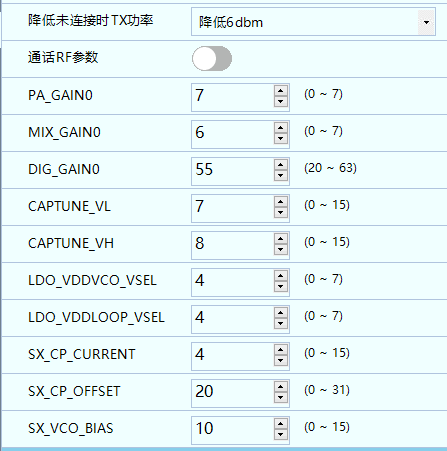 降低未连接时TX功率 降低6dbm
通话RF参数
PA_GAIN0 7 (0 ~ 7)
MIX_GAIN0 6 (0 ~ 7)
DIG_GAIN0 55 (20 ~ 63)
CAPTUNE_VL 7 (0 ~ 15)
CAPTUNE_VH 8 (0 ~ 15)
LDO_VDDVCO_VSEL 4 (0 ~ 7)
LDO_VDDLOOP_VSEL 4 (0 ~ 7)
SX_CP_CURRENT 4 (0 ~ 15)
SX_CP_OFFSET 20 (0 ~ 31)
SX_VCO_BIAS 10 (0 ~ 15)